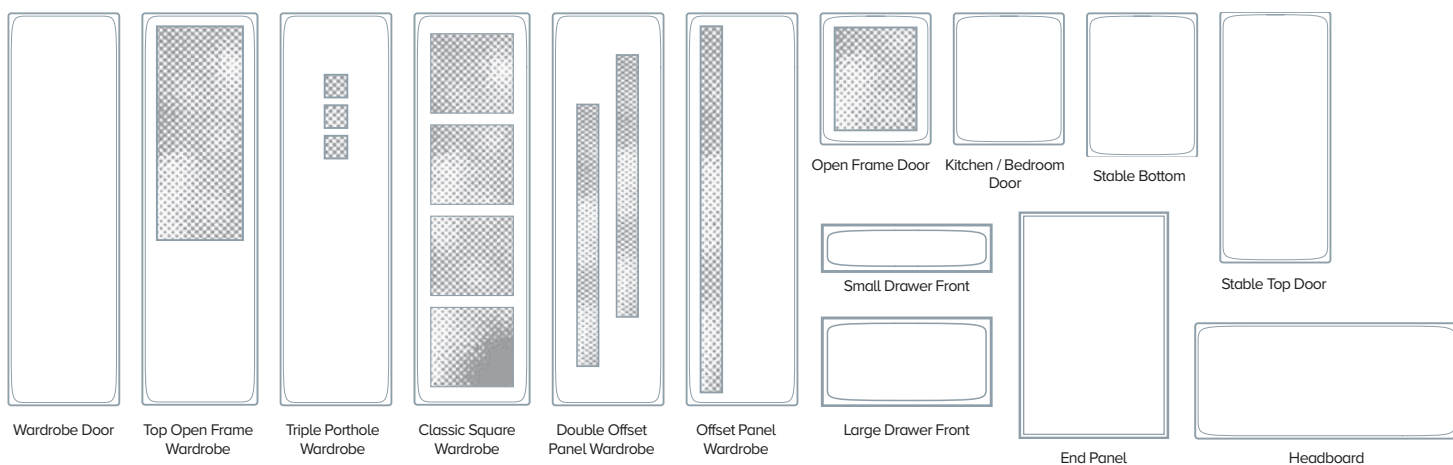 Wardrobe Door
Top Open Frame
Wardrobe
Triple Porthole
Wardrobe
Classic Square
Wardrobe
Double Offset
Panel Wardrobe
Offset Panel
Wardrobe
Open Frame Door
Kitchen / Bedroom
Door
Stable Bottom
Small Drawer Front
Large Drawer Front
End Panel
Stable Top Door
Headboard